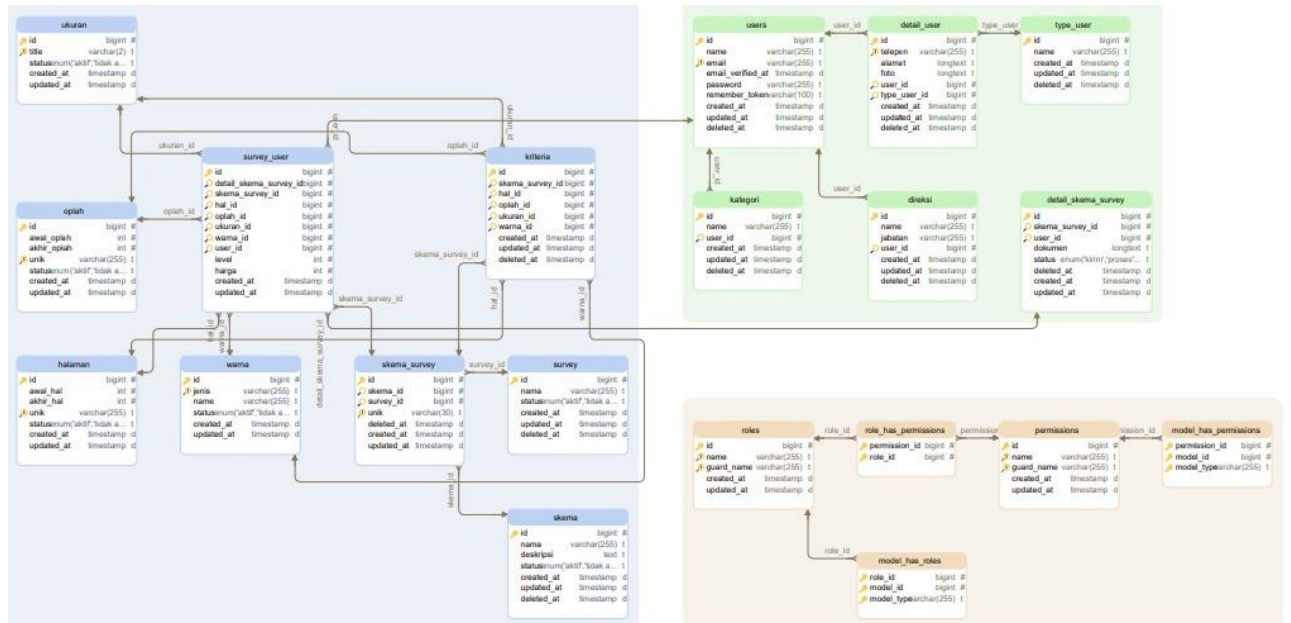 ukuran
id bigint #
title varchar(2) t
status enum('aktif','tidak a... t
created_at timestamp d
updated_at timestamp d
users
id bigint #
name varchar(255) t
email varchar(255) t
email_verified_at timestamp d
password varchar(255) t
remember_token varchar(100) t
created_at timestamp d
updated_at timestamp d
deleted_at timestamp d
user_id
detail_user
id bigint #
telepen varchar(255) t
alamat longtext t
foto longtext t
user_id bigint #
type_user_id bigint #
created_at timestamp d
updated_at timestamp d
deleted_at timestamp d
type_user
type_user
id bigint #
name varchar(255) t
created_at timestamp d
updated_at timestamp d
deleted_at timestamp d
ukuran_id
user_id
ukuran_id
oplah_id
survey_user
id bigint #
detail_skema_survey_id bigint #
skema_survey_id bigint #
hal_id bigint #
oplah_id bigint #
ukuran_id bigint #
warna_id bigint #
user_id bigint #
level int #
harga int #
created_at timestamp d
updated_at timestamp d
kriteria
id bigint #
skema_survey_id bigint #
hal_id bigint #
oplah_id bigint #
ukuran_id bigint #
warna_id bigint #
created_at timestamp d
updated_at timestamp d
deleted_at timestamp d
oplah
id bigint #
awal_oplah int #
akhir_oplah int #
unik varchar(255) t
status enum('aktif','tidak a... t
created_at timestamp d
updated_at timestamp d
oplah_id
user_id
user_id
kategori
id bigint #
name varchar(255) t
user_id bigint #
created_at timestamp d
updated_at timestamp d
deleted_at timestamp d
direksi
id bigint #
name varchar(255) t
jabatan varchar(255) t
user_id bigint #
created_at timestamp d
updated_at timestamp d
deleted_at timestamp d
detail_skema_survey
id bigint #
skema_survey_id bigint #
user_id bigint #
dokumen longtext t
status enum('kirim','proses'... t
deleted_at timestamp d
created_at timestamp d
updated_at timestamp d
skema_survey_id
skema_survey_id
hal_id
warna_id
detail_skema_survey_id
hal_id
warna_id
halaman
id bigint #
awal_hal int #
akhir_hal int #
unik varchar(255) t
status enum('aktif','tidak a... t
created_at timestamp d
updated_at timestamp d
warna
id bigint #
jenis varchar(255) t
name varchar(255) t
status enum('aktif','tidak a... t
created_at timestamp d
updated_at timestamp d
skema_survey
id bigint #
skema_id bigint #
survey_id bigint #
unik varchar(30) t
deleted_at timestamp d
created_at timestamp d
updated_at timestamp d
survey_id
survey
id bigint #
nama varchar(255) t
status enum('aktif','tidak a... t
created_at timestamp d
updated_at timestamp d
deleted_at timestamp d
skema_id
skema
id bigint #
nama varchar(255) t
deskripsi text t
status enum('aktif','tidak a... t
created_at timestamp d
updated_at timestamp d
deleted_at timestamp d
roles
id bigint #
name varchar(255) t
guard_name varchar(255) t
created_at timestamp d
updated_at timestamp d
role_id
role_has_permissions
permission_id bigint #
role_id bigint #
permission
permissions
id bigint #
name varchar(255) t
guard_name varchar(255) t
created_at timestamp d
updated_at timestamp d
ission_id
model_has_permissions
permission_id bigint #
model_id bigint #
model_type varchar(255) t
role_id
model_has_roles
role_id bigint #
model_id bigint #
model_type varchar(255) t